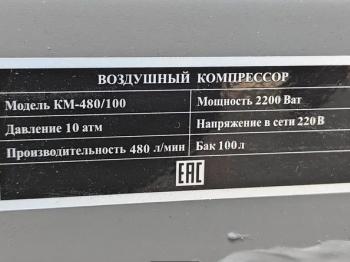 ВОЗДУШНЫЙ КОМПРЕССОР
Модель КМ-480/100
Мощность 2200 Ват
Давление 10 атм
Напряжение в сети 220 В
Производительность 480 л/мин
Бак 100 л
ЕАС